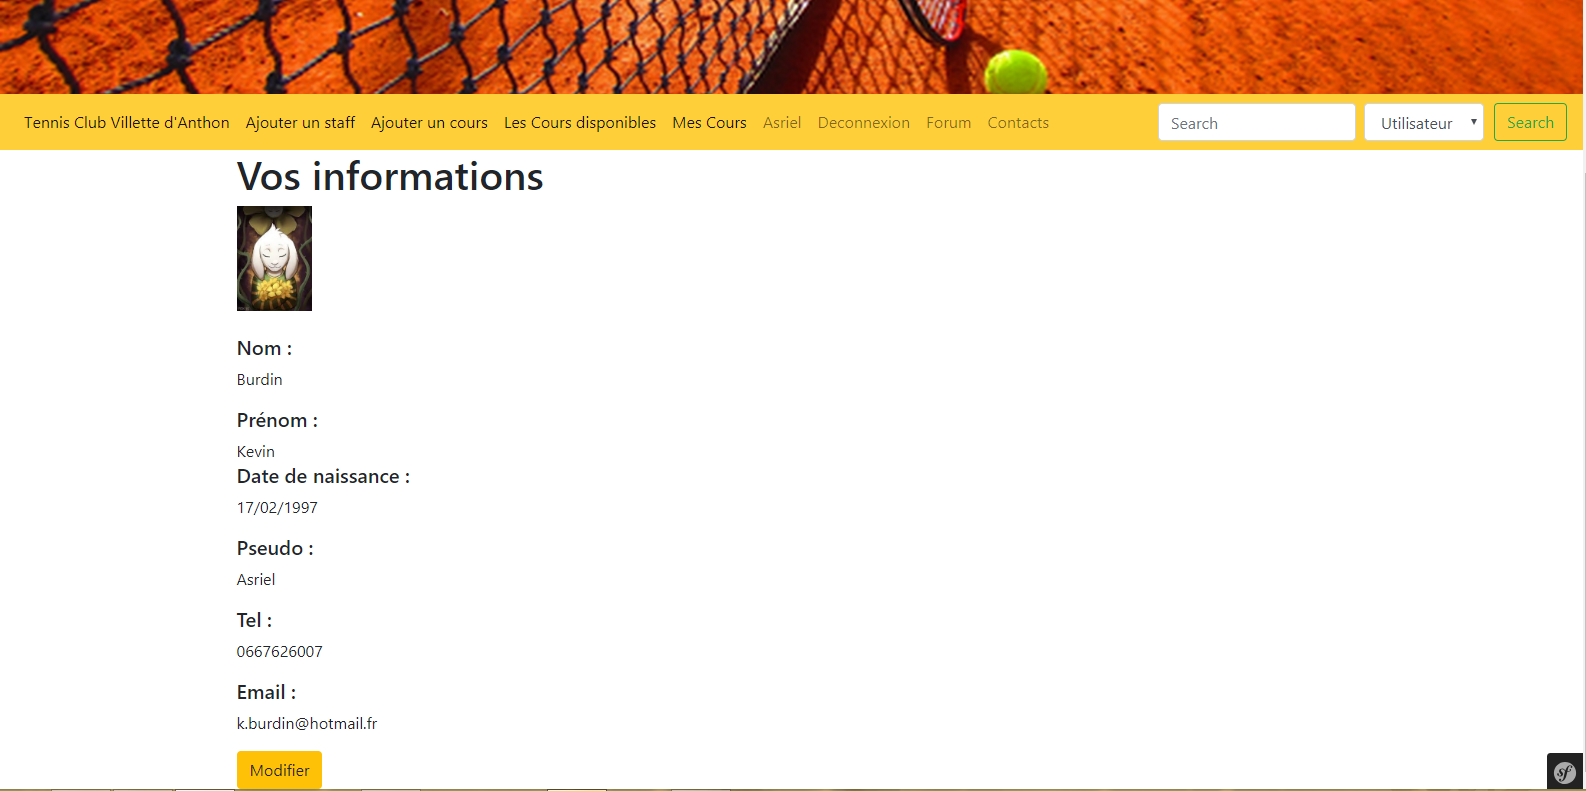 Tennis Club Villette d'Anthon Ajouter un staff Ajouter un cours Les Cours disponibles Mes Cours Asriel Deconnexion Forum Contacts Search Utilisateur Search
Vos informations
Nom :
Burdin
Prénom :
Kevin
Date de naissance :
17/02/1997
Pseudo :
Asriel
Tel :
0667626007
Email :
k.burdin@hotmail.fr
Modifier
sf